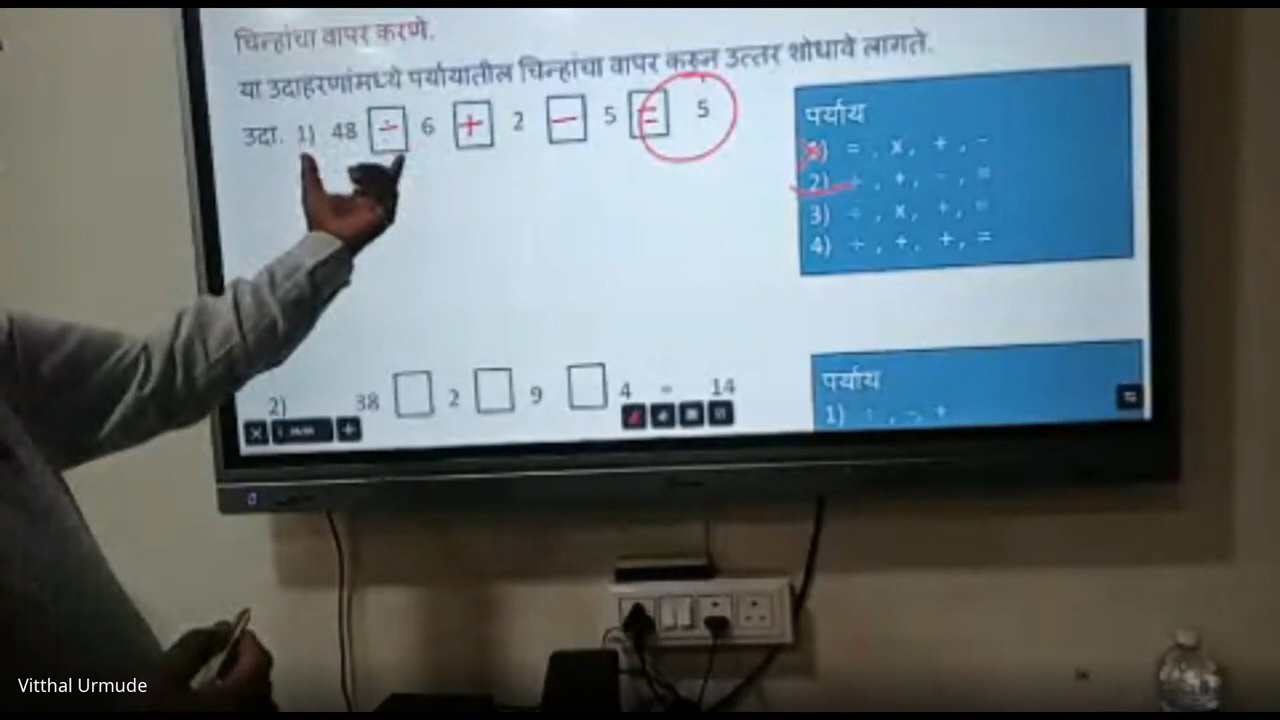 चिन्हांचा वापर करणे.
या उदाहरणांमध्ये पर्यायातील चिन्हांचा वापर करुन उत्तर शोधावे लागते.
उदा. 1) 48 ÷ 6 + 2 − 5 = 5
पर्याय
1) = , x , + , -
2) ÷ , + , - , =
3) ÷ , x , + , =
4) ÷ , + , + , =
2) 38 2 9 4 = 14
पर्याय
1) ÷ , - , +
Vitthal Urmude